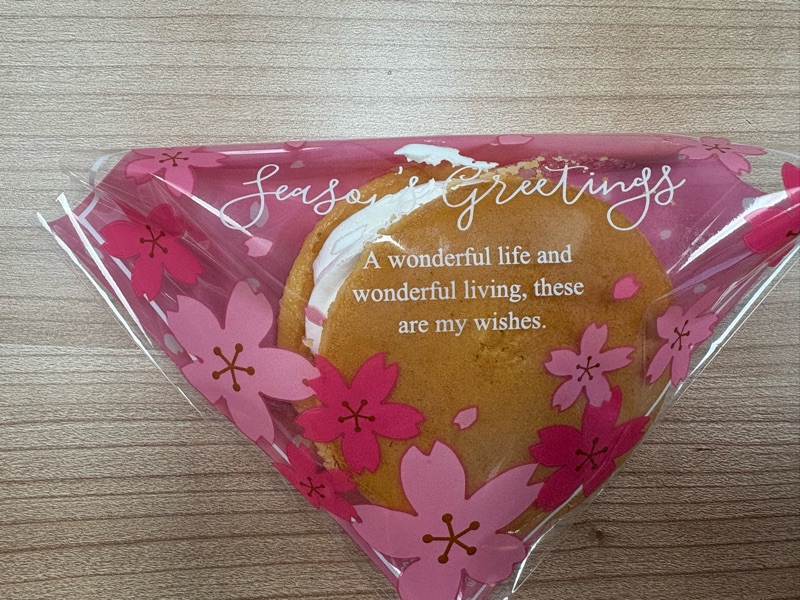 Season's Greetings
A wonderful life and
wonderful living, these
are my wishes.